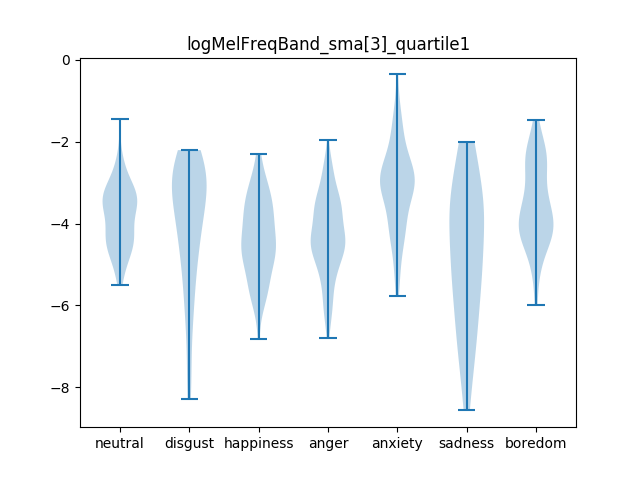 logMelFreqBand_sma[3]_quartile1
0
−2
−4
−6
−8
neutral disgust happiness anger anxiety sadness boredom